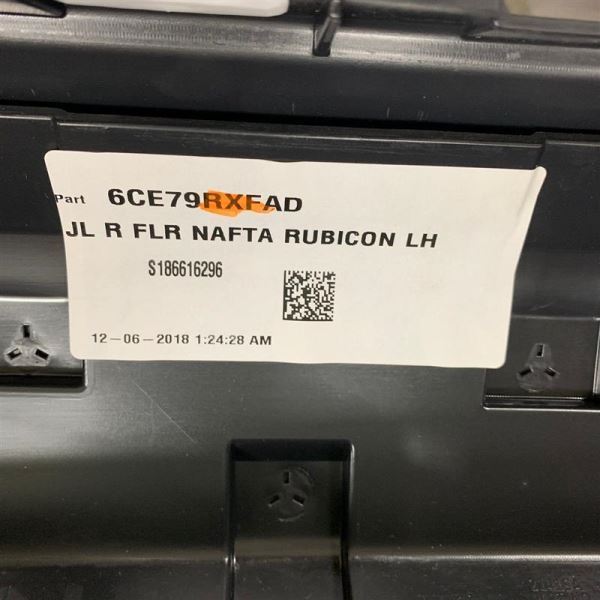 Part 6CE79RXFAD
JL R FLR NAFTA RUBICON LH
S186616296
12-06-2018 1:24:28 AM